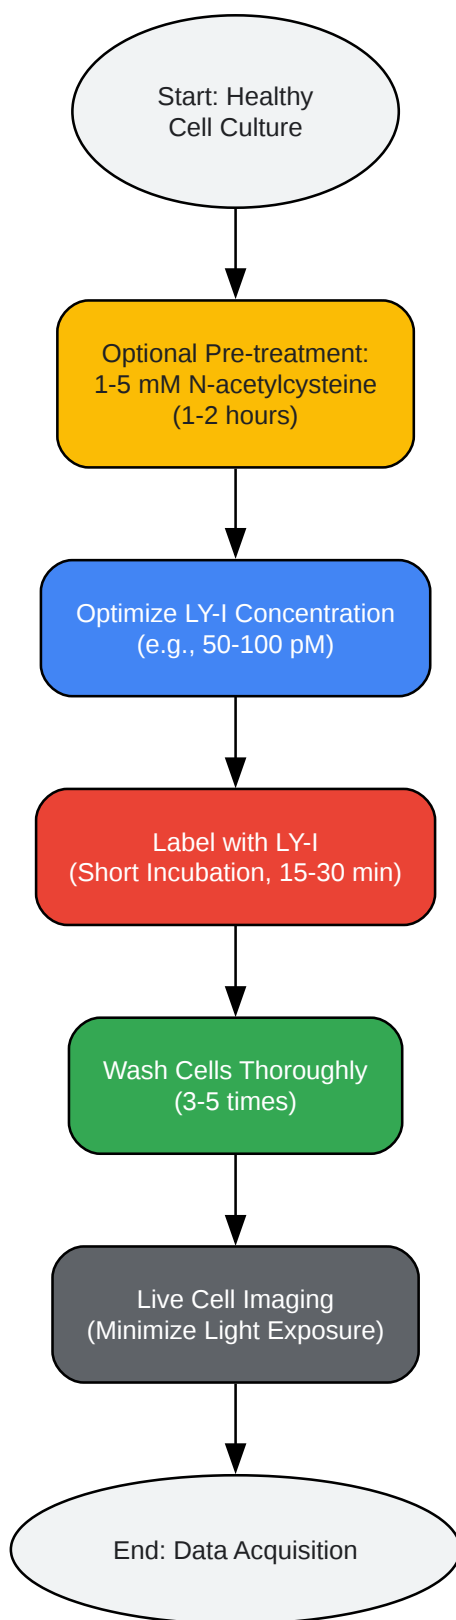 Start: Healthy
Cell Culture
Optional Pre-treatment:
1-5 mM N-acetylcysteine
(1-2 hours)
Optimize LY-I Concentration
(e.g., 50-100 pM)
Label with LY-I
(Short Incubation, 15-30 min)
Wash Cells Thoroughly
(3-5 times)
Live Cell Imaging
(Minimize Light Exposure)
End: Data Acquisition